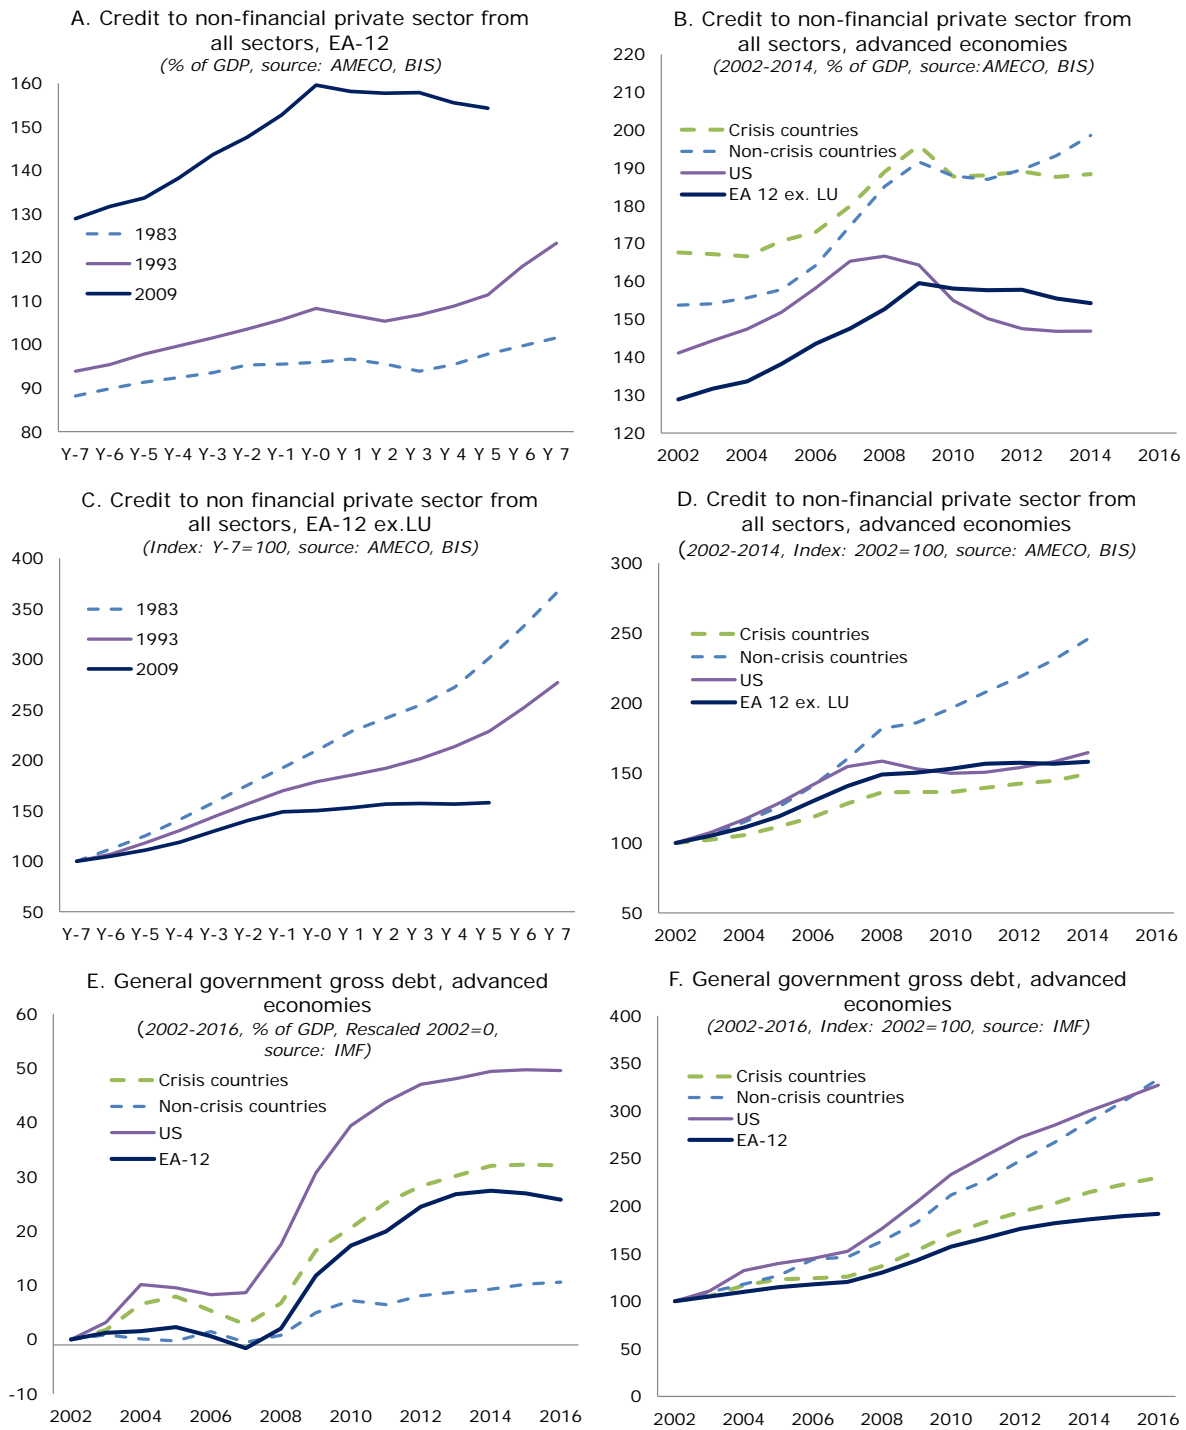 A. Credit to non-financial private sector from
all sectors, EA-12
(% of GDP, source: AMECO, BIS)
160
150
140
130
120
110
100
90
80
1983
1993
2009
Y-7 Y-6 Y-5 Y-4 Y-3 Y-2 Y-1 Y-0 Y 1 Y 2 Y 3 Y 4 Y 5 Y 6 Y 7
B. Credit to non-financial private sector from
all sectors, advanced economies
(2002-2014, % of GDP, source:AMECO, BIS)
220
210
200
190
180
170
160
150
140
130
120
Crisis countries
Non-crisis countries
US
EA 12 ex. LU
2002 2004 2006 2008 2010 2012 2014 2016
C. Credit to non financial private sector from
all sectors, EA-12 ex.LU
(Index: Y-7=100, source: AMECO, BIS)
400
350
300
250
200
150
100
50
1983
1993
2009
Y-7 Y-6 Y-5 Y-4 Y-3 Y-2 Y-1 Y-0 Y 1 Y 2 Y 3 Y 4 Y 5 Y 6 Y 7
D. Credit to non-financial private sector from
all sectors, advanced economies
(2002-2014, Index: 2002=100, source: AMECO, BIS)
300
250
200
150
100
50
Crisis countries
Non-crisis countries
US
EA 12 ex. LU
2002 2004 2006 2008 2010 2012 2014 2016
E. General government gross debt, advanced
economies
(2002-2016, % of GDP, Rescaled 2002=0,
source: IMF)
60
50
40
30
20
10
0
-10
Crisis countries
Non-crisis countries
US
EA-12
2002 2004 2006 2008 2010 2012 2014 2016
F. General government gross debt, advanced
economies
(2002-2016, Index: 2002=100, source: IMF)
400
350
300
250
200
150
100
50
0
Crisis countries
Non-crisis countries
US
EA-12
2002 2004 2006 2008 2010 2012 2014 2016